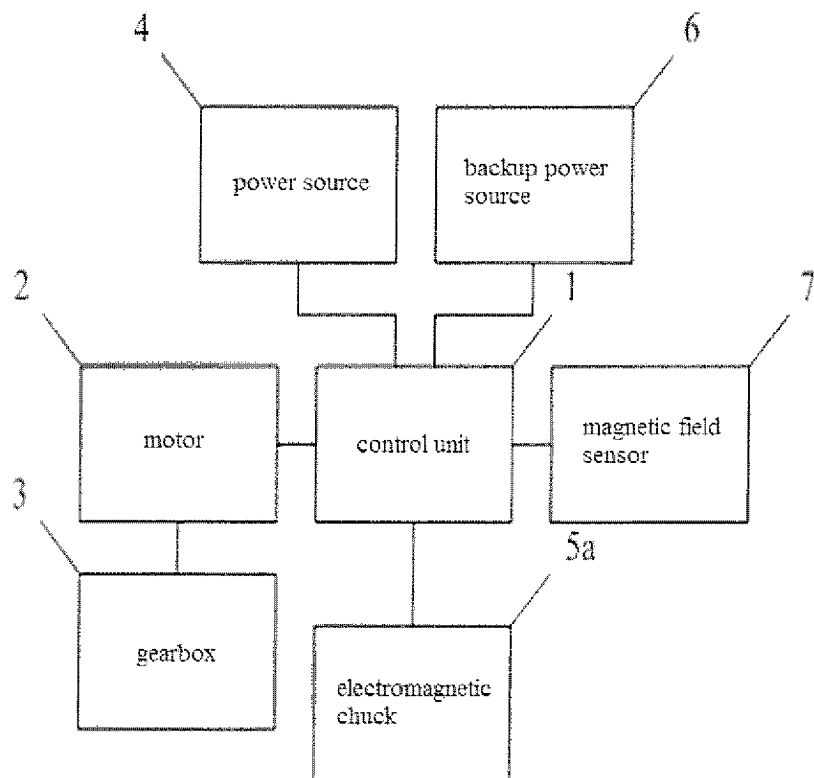 4
6
power source
backup power
source
2
1
7
motor
control unit
magnetic field
sensor
3
5a
gearbox
electromagnetic
chuck